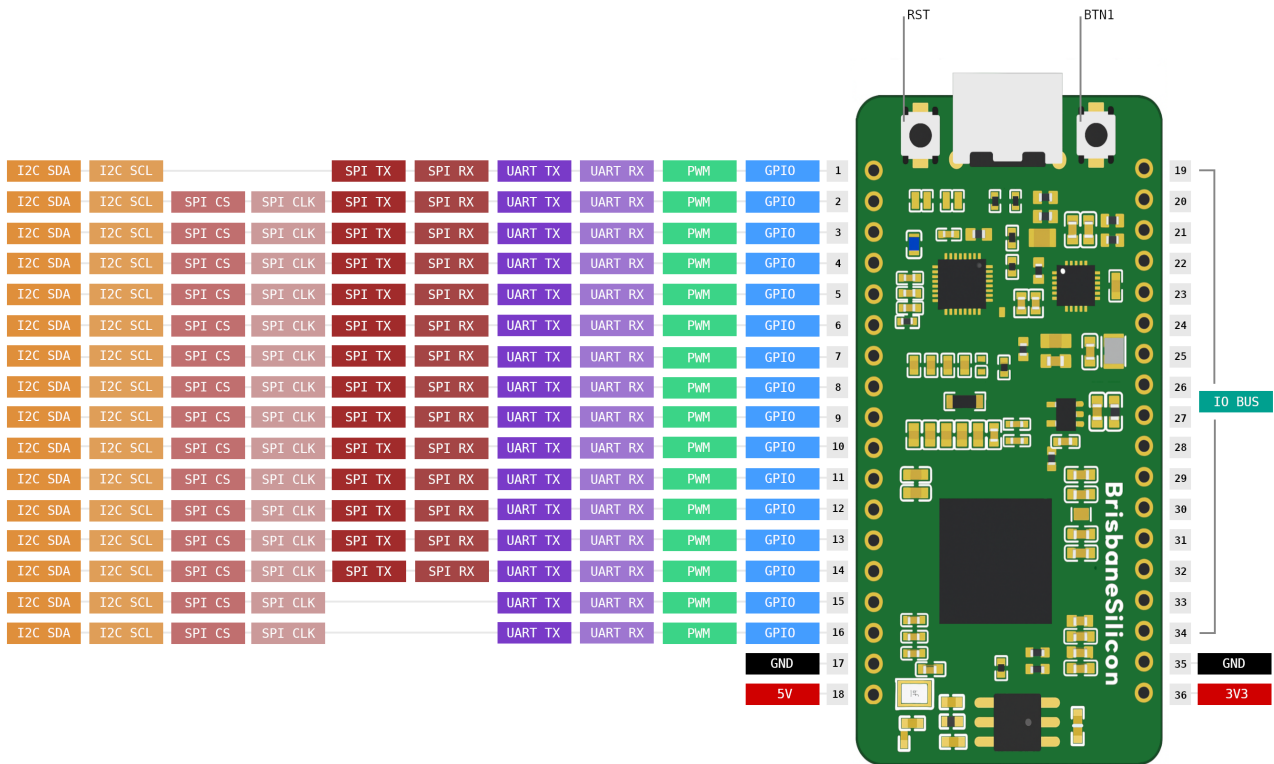 RST BTN1
I2C SDA I2C SCL SPI TX SPI RX UART TX UART RX PWM GPIO 1 19
I2C SDA I2C SCL SPI CS SPI CLK SPI TX SPI RX UART TX UART RX PWM GPIO 2 20
I2C SDA I2C SCL SPI CS SPI CLK SPI TX SPI RX UART TX UART RX PWM GPIO 3 21
I2C SDA I2C SCL SPI CS SPI CLK SPI TX SPI RX UART TX UART RX PWM GPIO 4 22
I2C SDA I2C SCL SPI CS SPI CLK SPI TX SPI RX UART TX UART RX PWM GPIO 5 23
I2C SDA I2C SCL SPI CS SPI CLK SPI TX SPI RX UART TX UART RX PWM GPIO 6 24
I2C SDA I2C SCL SPI CS SPI CLK SPI TX SPI RX UART TX UART RX PWM GPIO 7 25
I2C SDA I2C SCL SPI CS SPI CLK SPI TX SPI RX UART TX UART RX PWM GPIO 8 26
IO BUS
I2C SDA I2C SCL SPI CS SPI CLK SPI TX SPI RX UART TX UART RX PWM GPIO 9 27
I2C SDA I2C SCL SPI CS SPI CLK SPI TX SPI RX UART TX UART RX PWM GPIO 10 28
I2C SDA I2C SCL SPI CS SPI CLK SPI TX SPI RX UART TX UART RX PWM GPIO 11 29
I2C SDA I2C SCL SPI CS SPI CLK SPI TX SPI RX UART TX UART RX PWM GPIO 12 30
I2C SDA I2C SCL SPI CS SPI CLK SPI TX SPI RX UART TX UART RX PWM GPIO 13 31
I2C SDA I2C SCL SPI CS SPI CLK SPI TX SPI RX UART TX UART RX PWM GPIO 14 32
I2C SDA I2C SCL SPI CS SPI CLK UART TX UART RX PWM GPIO 15 33
I2C SDA I2C SCL SPI CS SPI CLK UART TX UART RX PWM GPIO 16 34
GND 17 35 GND
5V 18 36 3V3
BrisbaneSilicon